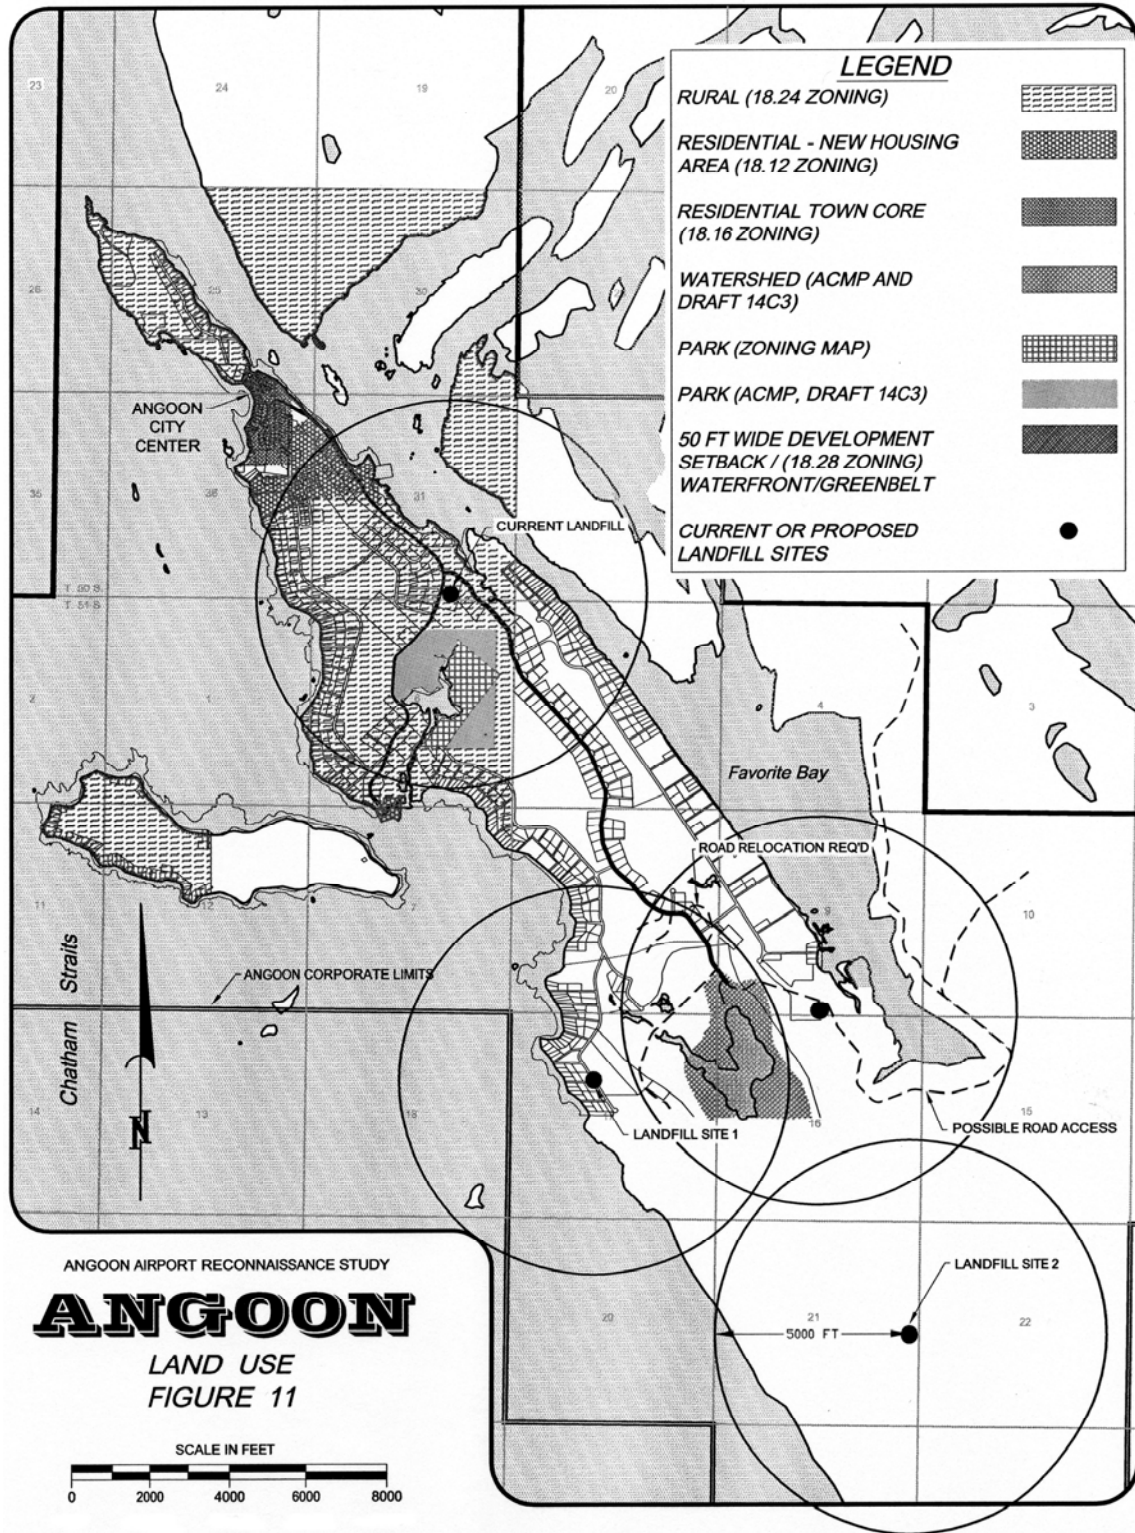 LEGEND
RURAL (18.24 ZONING)
RESIDENTIAL - NEW HOUSING
AREA (18.12 ZONING)
RESIDENTIAL TOWN CORE
(18.16 ZONING)
WATERSHED (ACMP AND
DRAFT 14C3)
PARK (ZONING MAP)
PARK (ACMP, DRAFT 14C3)
50 FT WIDE DEVELOPMENT
SETBACK / (18.28 ZONING)
WATERFRONT/GREENBELT
CURRENT OR PROPOSED
LANDFILL SITES
23
24
19
20
25
30
ANGOON
CITY
CENTER
35
36
31
CURRENT LANDFILL
T. 50 S.
T. 51 S.
2
1
4
3
Favorite Bay
ROAD RELOCATION REQ'D
11
12
7
9
10
Chatham Straits
ANGOON CORPORATE LIMITS
N
14
13
18
17
16
15
LANDFILL SITE 1
POSSIBLE ROAD ACCESS
LANDFILL SITE 2
20
21
22
5000 FT
ANGOON AIRPORT RECONNAISSANCE STUDY
ANGOON
LAND USE
FIGURE 11
SCALE IN FEET
0 2000 4000 6000 8000